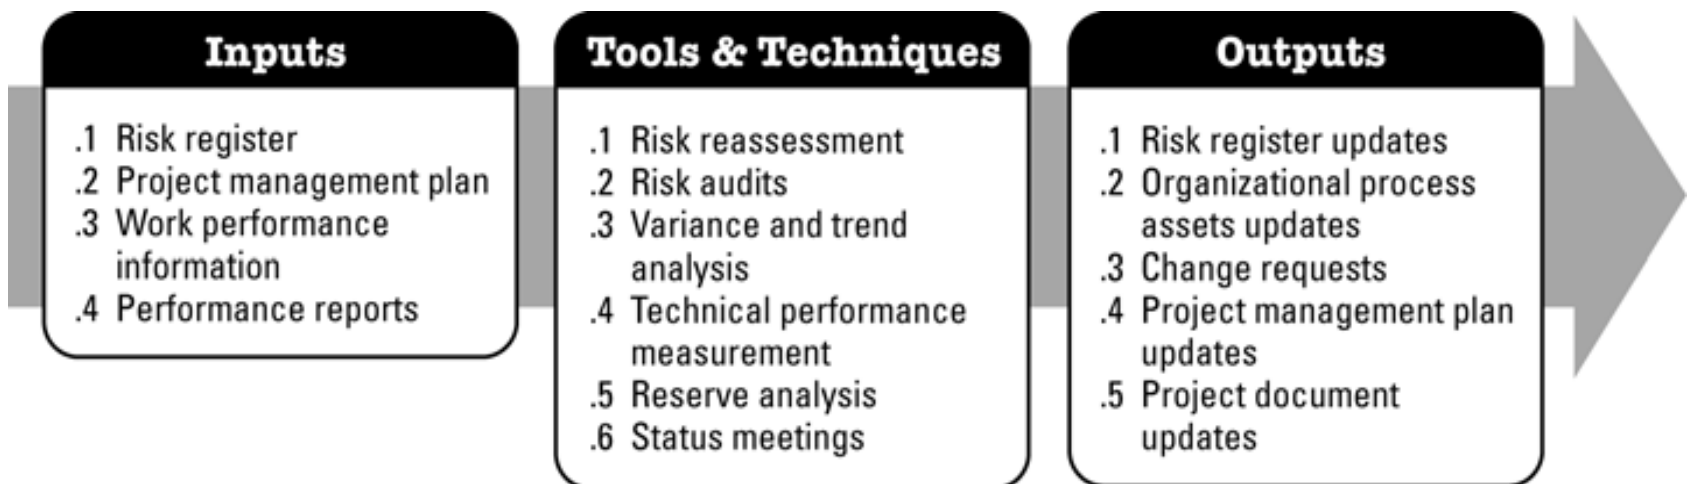 Inputs
.1 Risk register
.2 Project management plan
.3 Work performance
information
.4 Performance reports
Tools & Techniques
.1 Risk reassessment
.2 Risk audits
.3 Variance and trend
analysis
.4 Technical performance
measurement
.5 Reserve analysis
.6 Status meetings
Outputs
.1 Risk register updates
.2 Organizational process
assets updates
.3 Change requests
.4 Project management plan
updates
.5 Project document
updates